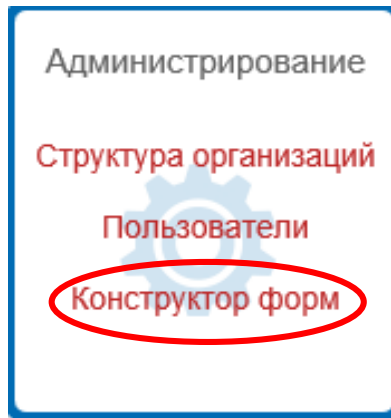 Администрирование
Структура организаций
Пользователи
Конструктор форм